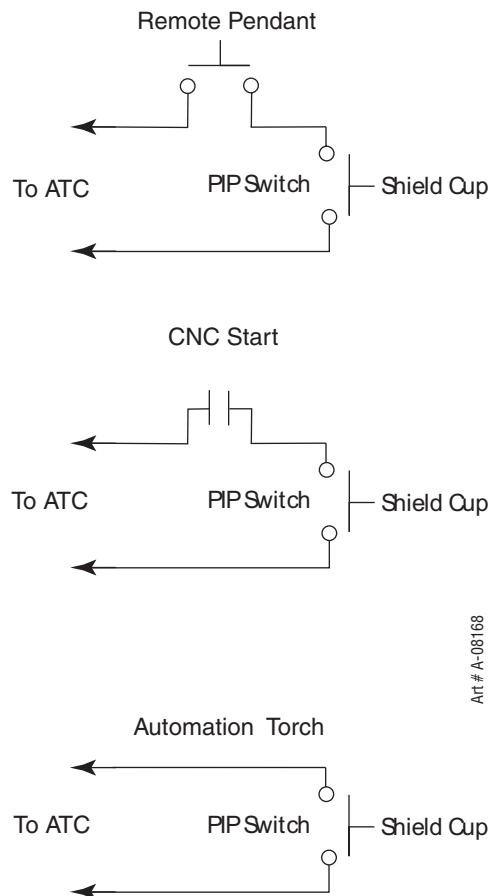 Remote Pendant
To ATC
PIP Switch
Shield Cup
CNC Start
To ATC
PIP Switch
Shield Cup
Art # A-08168
Automation Torch
To ATC
PIP Switch
Shield Cup